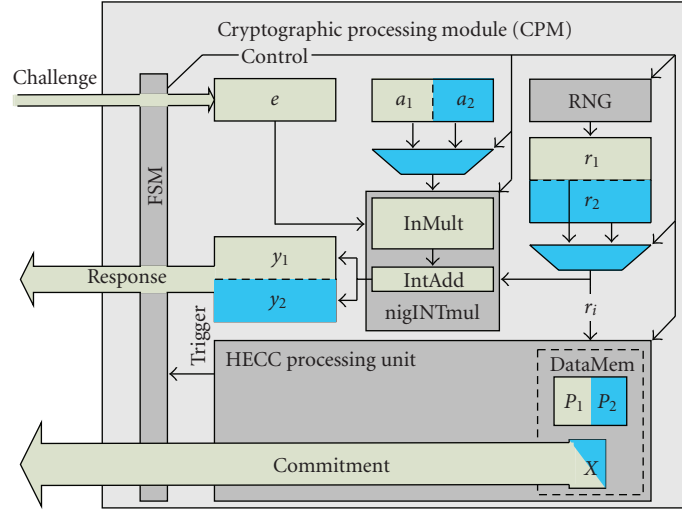 Cryptographic processing module (CPM)
Control
Challenge
e
a1
a2
RNG
r1
r2
FSM
InMult
IntAdd
nigINTmul
Response
y1
y2
ri
Trigger
HECC processing unit
DataMem
P1
P2
X
Commitment